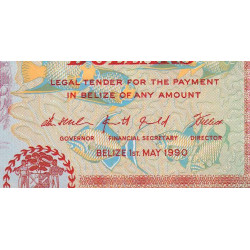 DOLLARS
LEGAL TENDER FOR THE PAYMENT
IN BELIZE OF ANY AMOUNT
GOVERNOR FINANCIAL SECRETARY DIRECTOR
BELIZE 1ST. MAY 1990